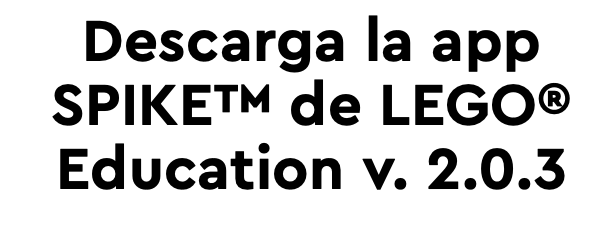 Descarga la app
SPIKE™ de LEGO®
Education v. 2.0.3